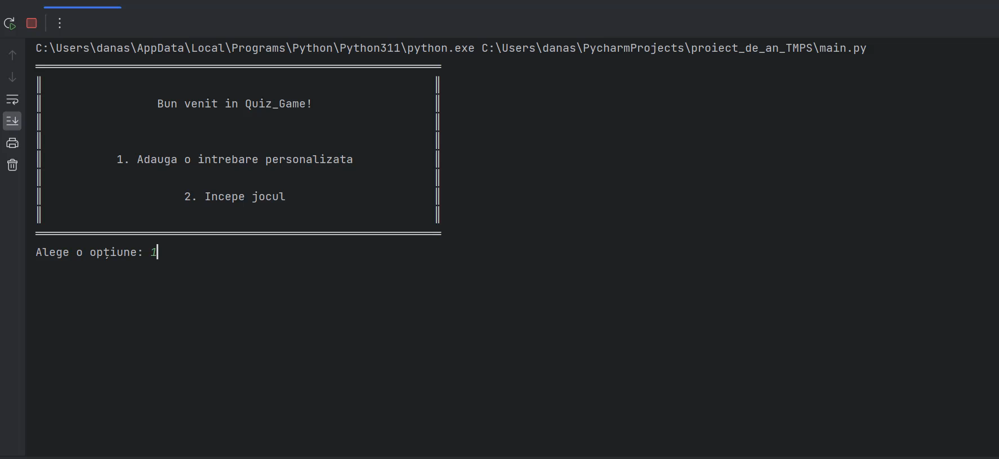 C:\Users\danas\AppData\Local\Programs\Python\Python311\python.exe C:\Users\danas\PycharmProjects\proiect_de_an_TMPS\main.py
Bun venit in Quiz_Game!
1. Adauga o intrebare personalizata
2. Incepe jocul
Alege o opțiune: 1